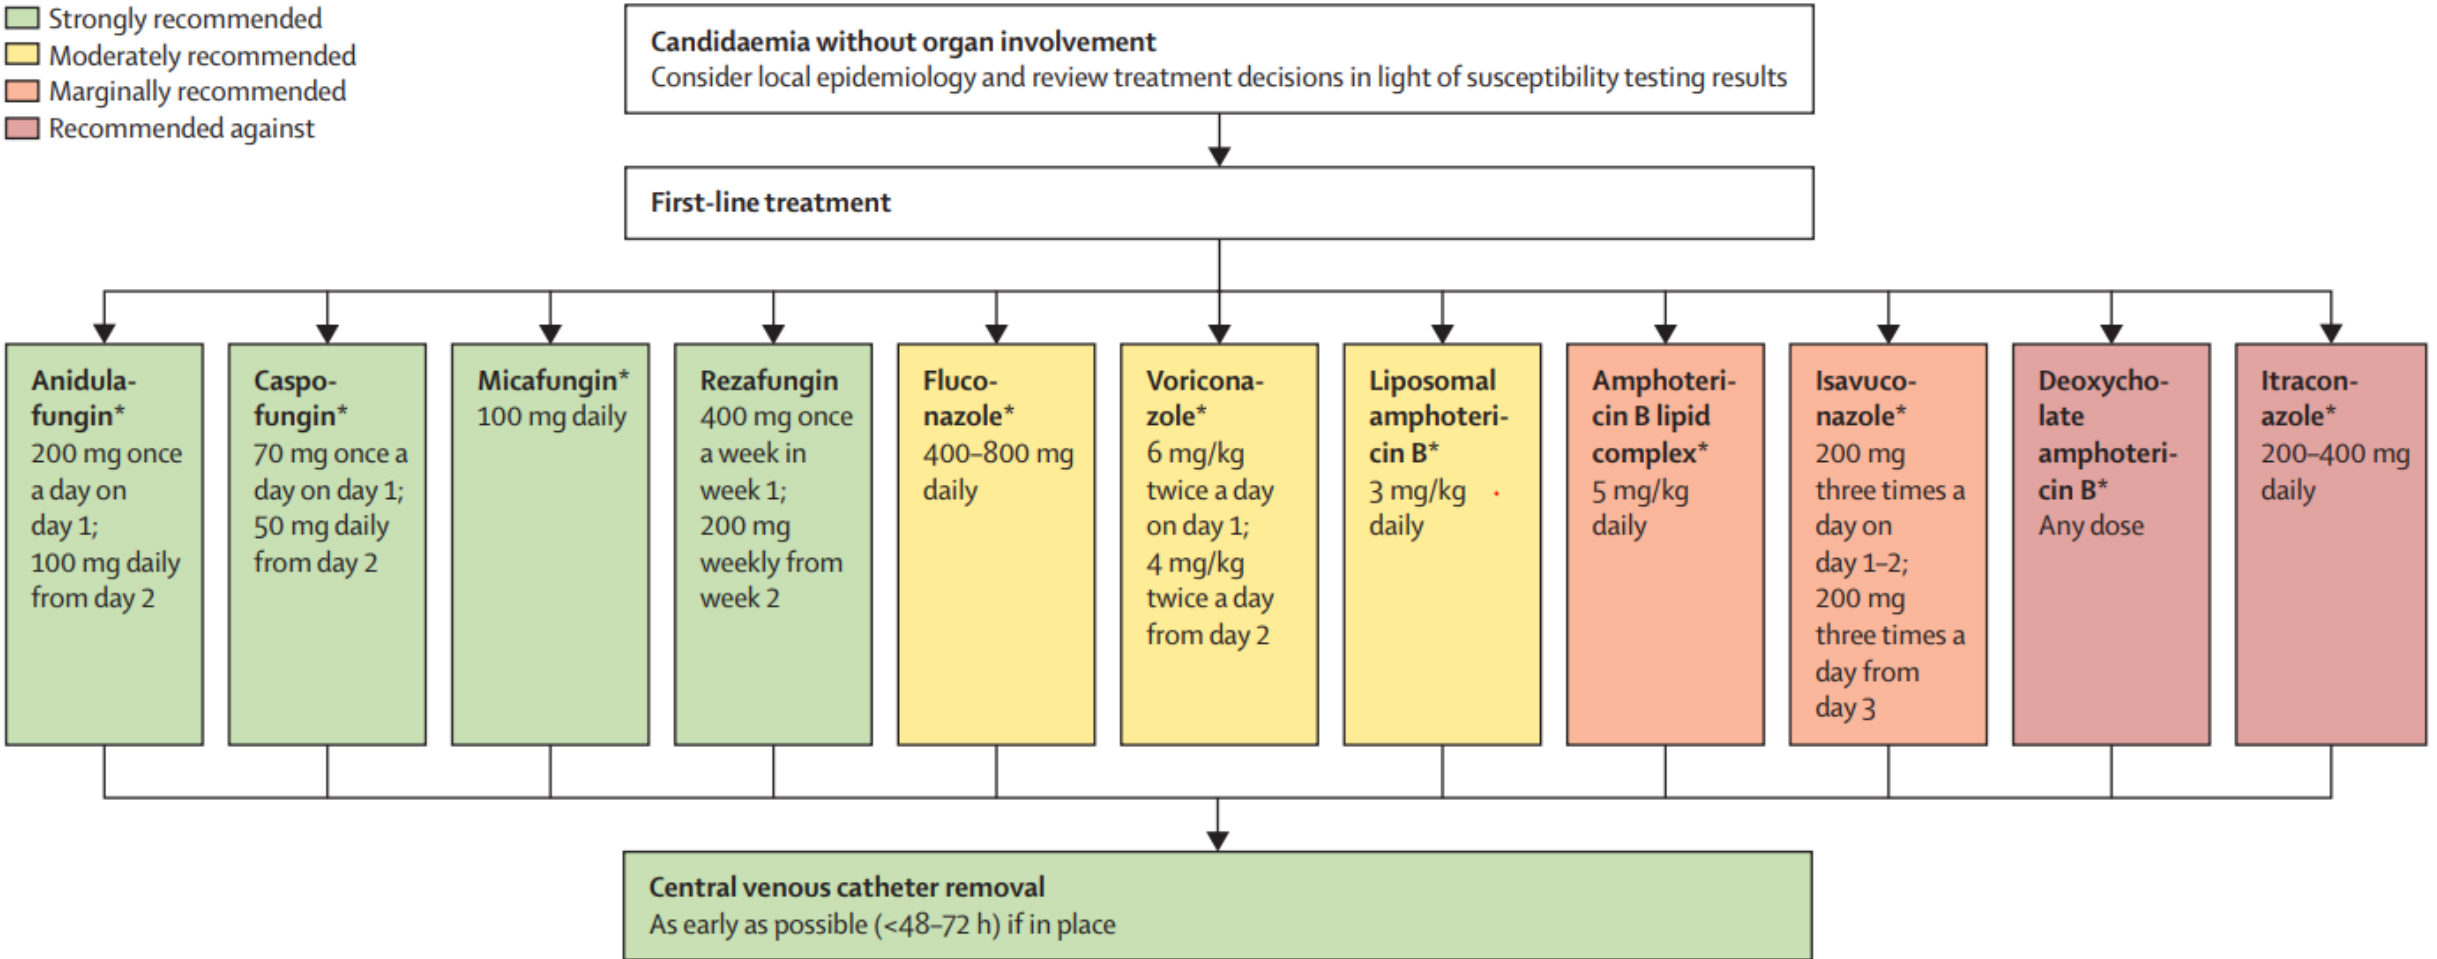 Strongly recommended
Moderately recommended
Marginally recommended
Recommended against
Candidaemia without organ involvement
Consider local epidemiology and review treatment decisions in light of susceptibility testing results
First-line treatment
Anidula-
fungin*
200 mg once
a day on
day 1;
100 mg daily
from day 2
Caspo-
fungin*
70 mg once a
day on day 1;
50 mg daily
from day 2
Micafungin*
100 mg daily
Rezafungin
400 mg once
a week in
week 1;
200 mg
weekly from
week 2
Fluco-
nazole*
400–800 mg
daily
Voricona-
zole*
6 mg/kg
twice a day
on day 1;
4 mg/kg
twice a day
from day 2
Liposomal
amphoteri-
cin B*
3 mg/kg
daily
Amphoteri-
cin B lipid
complex*
5 mg/kg
daily
Isavuco-
nazole*
200 mg
three times a
day on
day 1–2;
200 mg
three times a
day from
day 3
Deoxycho-
late
amphoteri-
cin B*
Any dose
Itracon-
azole*
200–400 mg
daily
Central venous catheter removal
As early as possible (<48–72 h) if in place